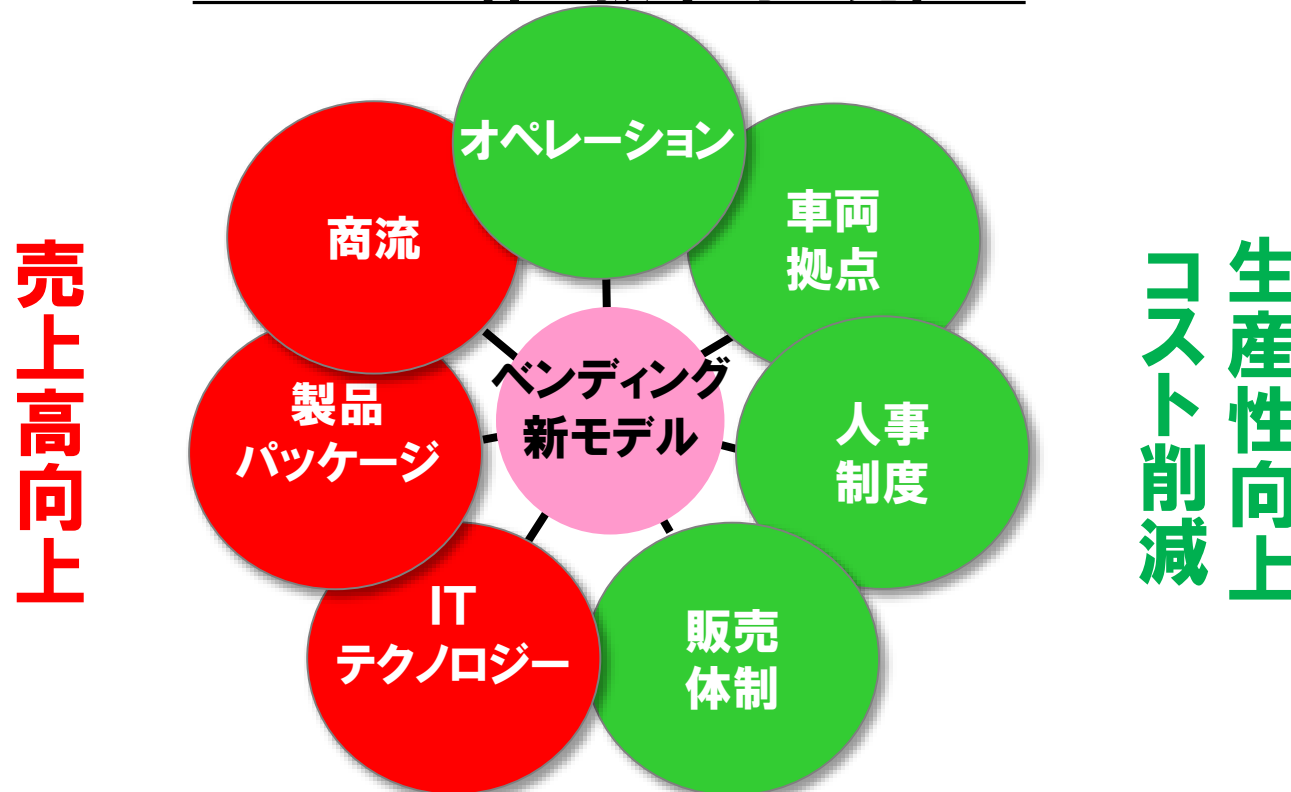 オペレーション
車両
拠点
商流
人事
制度
製品
パッケージ
ベンディング
新モデル
IT
テクノロジー
販売
体制
売上高向上
生産性向上
コスト削減